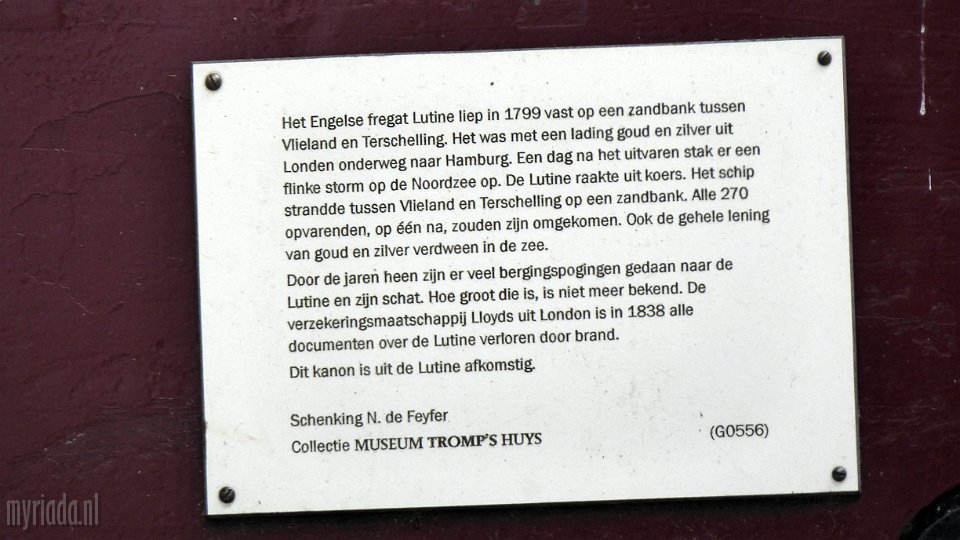 Het Engelse fregat Lutine liep in 1799 vast op een zandbank tussen
Vlieland en Terschelling. Het was met een lading goud en zilver uit
Londen onderweg naar Hamburg. Een dag na het uitvaren stak er een
flinke storm op de Noordzee op. De Lutine raakte uit koers. Het schip
strandde tussen Vlieland en Terschelling op een zandbank. Alle 270
opvarenden, op één na, zouden zijn omgekomen. Ook de gehele lening
van goud en zilver verdween in de zee.
Door de jaren heen zijn er veel bergingspogingen gedaan naar de
Lutine en zijn schat. Hoe groot die is, is niet meer bekend. De
verzekeringsmaatschappij Lloyds uit London is in 1838 alle
documenten over de Lutine verloren door brand.
Dit kanon is uit de Lutine afkomstig.
Schenking N. de Feyfer
Collectie MUSEUM TROMP'S HUYS (G0556)
myriada.nl